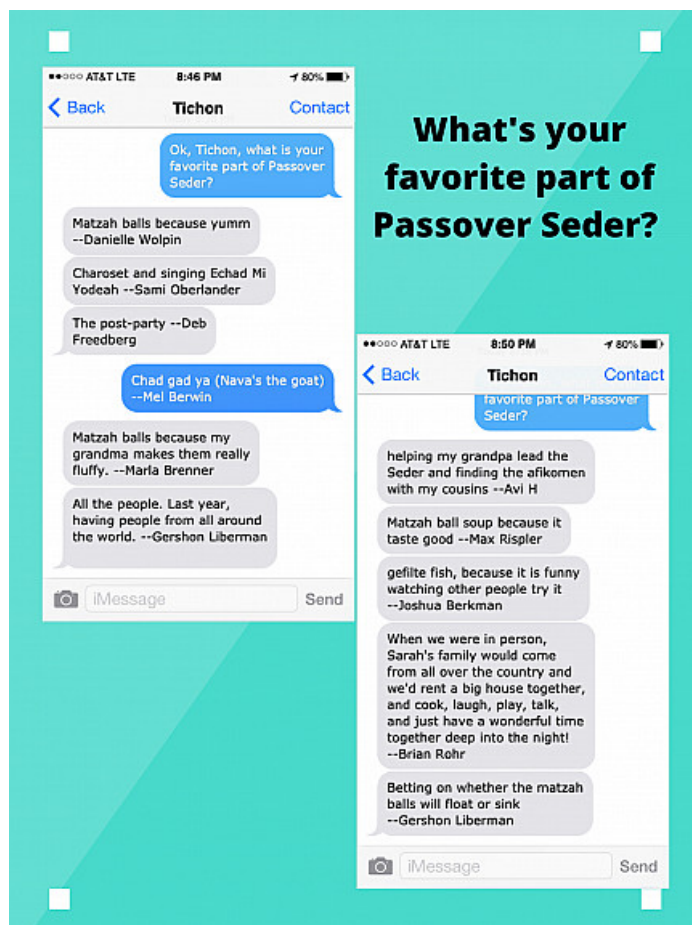 AT&T LTE 8:46 PM 80%
Back Tichon Contact
Ok, Tichon, what is your
favorite part of Passover
Seder?
Matzah balls because yumm
--Danielle Wolpin
Charoset and singing Echad Mi
Yodeah --Sami Oberlander
The post-party --Deb
Freedberg
Chad gad ya (Nava's the goat)
--Mel Berwin
Matzah balls because my
grandma makes them really
fluffy. --Marla Brenner
All the people. Last year,
having people from all around
the world. --Gershon Liberman
iMessage Send
What's your
favorite part of
Passover Seder?
AT&T LTE 8:50 PM 80%
Back Tichon Contact
favorite part of Passover
Seder?
helping my grandpa lead the
Seder and finding the afikomen
with my cousins --Avi H
Matzah ball soup because it
taste good --Max Rispler
gefilte fish, because it is funny
watching other people try it
--Joshua Berkman
When we were in person,
Sarah's family would come
from all over the country and
we'd rent a big house together,
and cook, laugh, play, talk,
and just have a wonderful time
together deep into the night!
--Brian Rohr
Betting on whether the matzah
balls will float or sink
--Gershon Liberman
iMessage Send